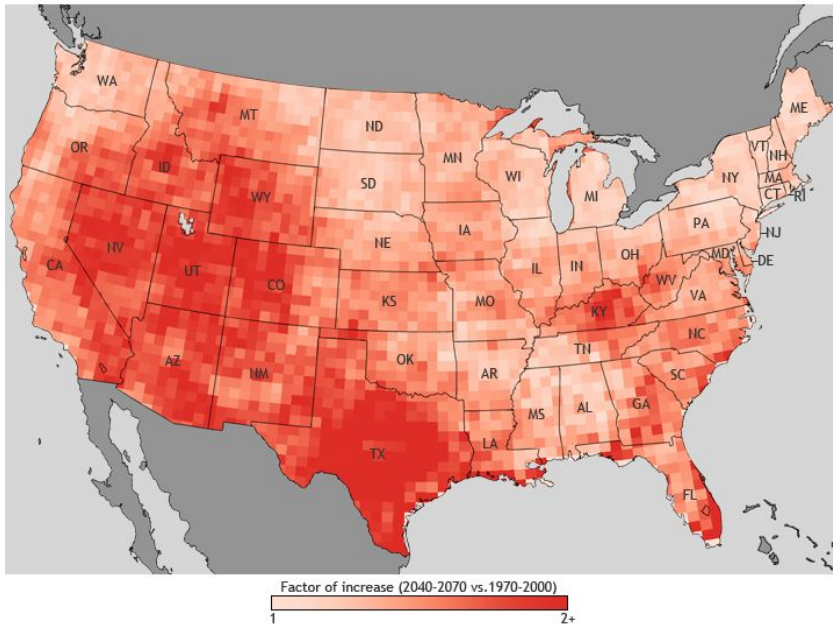 WA
MT
ND
MN
ME
OR
ID
SD
WI
MI
VT
NH
NY
MA
CT
RI
WY
NE
IA
PA
NJ
NV
UT
CO
IL
IN
OH
MD
DE
CA
KS
MO
KY
WV
VA
AZ
NM
OK
AR
TN
NC
SC
TX
LA
MS
AL
GA
FL
Factor of increase (2040-2070 vs.1970-2000)
1 2+